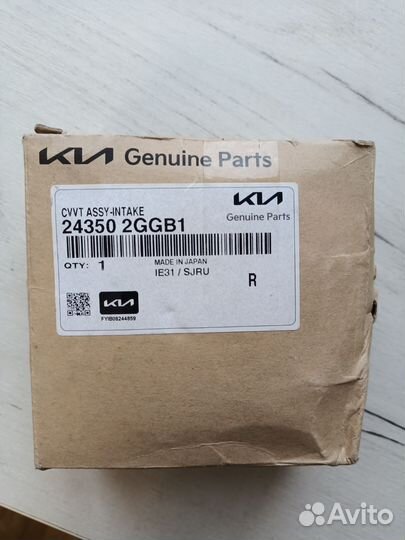 KIA Genuine Parts
KIA
Genuine Parts
CVVT ASSY-INTAKE
24350 2GGB1
QTY: 1
MADE IN JAPAN
IE31 / SJRU
R
KIA
FYIB06244859
Avito